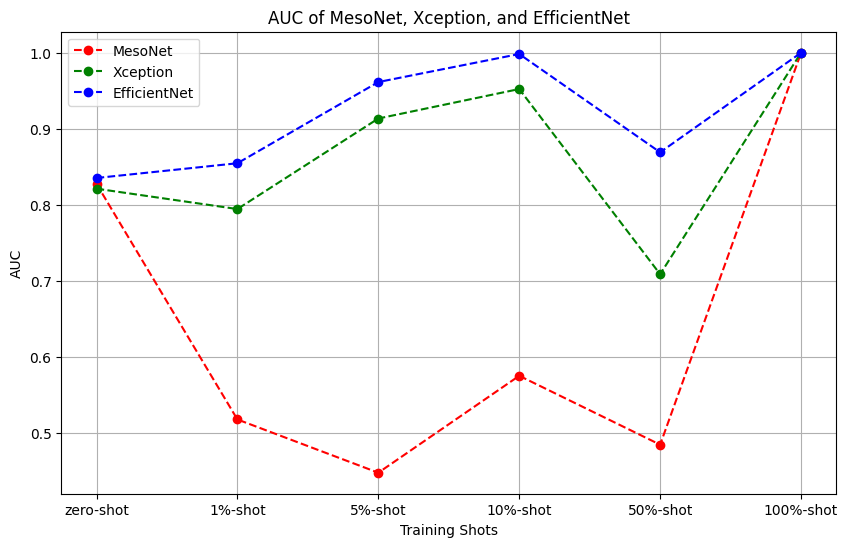 AUC of MesoNet, Xception, and EfficientNet
MesoNet
Xception
EfficientNet
1.0
0.9
0.8
0.7
0.6
0.5
AUC
zero-shot 1%-shot 5%-shot 10%-shot 50%-shot 100%-shot
Training Shots